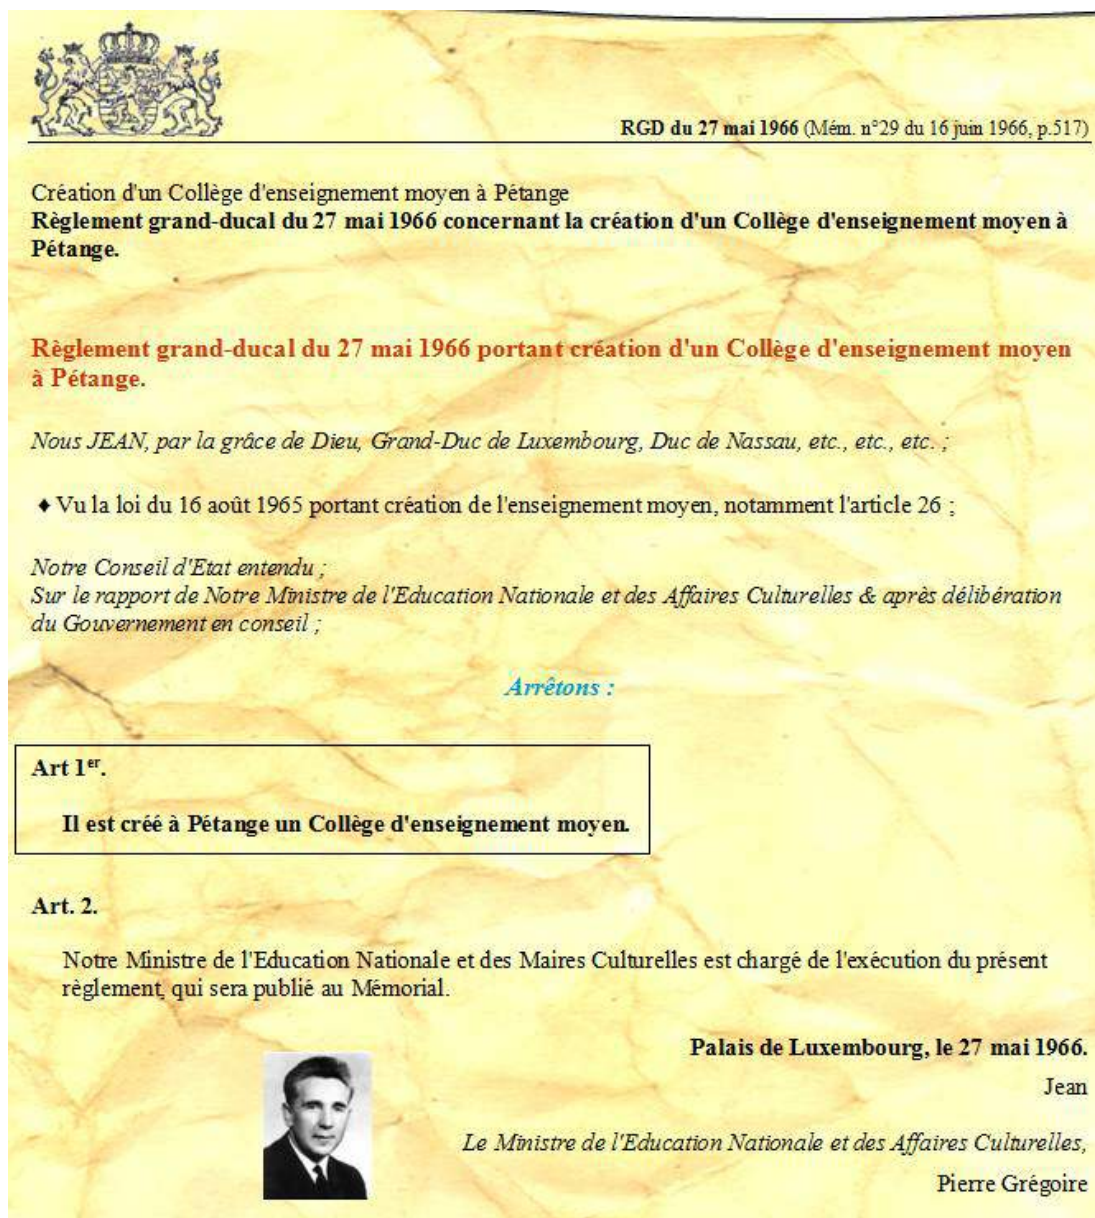 RGD du 27 mai 1966 (Mém. n°29 du 16 juin 1966, p.517)
Création d'un Collège d'enseignement moyen à Pétange
Règlement grand-ducal du 27 mai 1966 concernant la création d'un Collège d'enseignement moyen à
Pétange.
Règlement grand-ducal du 27 mai 1966 portant création d'un Collège d'enseignement moyen
à Pétange.
Nous JEAN, par la grâce de Dieu, Grand-Duc de Luxembourg, Duc de Nassau, etc., etc., etc. ;
♦ Vu la loi du 16 août 1965 portant création de l'enseignement moyen, notamment l'article 26 ;
Notre Conseil d'Etat entendu ;
Sur le rapport de Notre Ministre de l'Education Nationale et des Affaires Culturelles & après délibération
du Gouvernement en conseil ;
Arrêtons :
Art 1er.
Il est créé à Pétange un Collège d'enseignement moyen.
Art. 2.
Notre Ministre de l'Education Nationale et des Maires Culturelles est chargé de l'exécution du présent
règlement, qui sera publié au Mémorial.
Palais de Luxembourg, le 27 mai 1966.
Jean
Le Ministre de l'Education Nationale et des Affaires Culturelles,
Pierre Grégoire